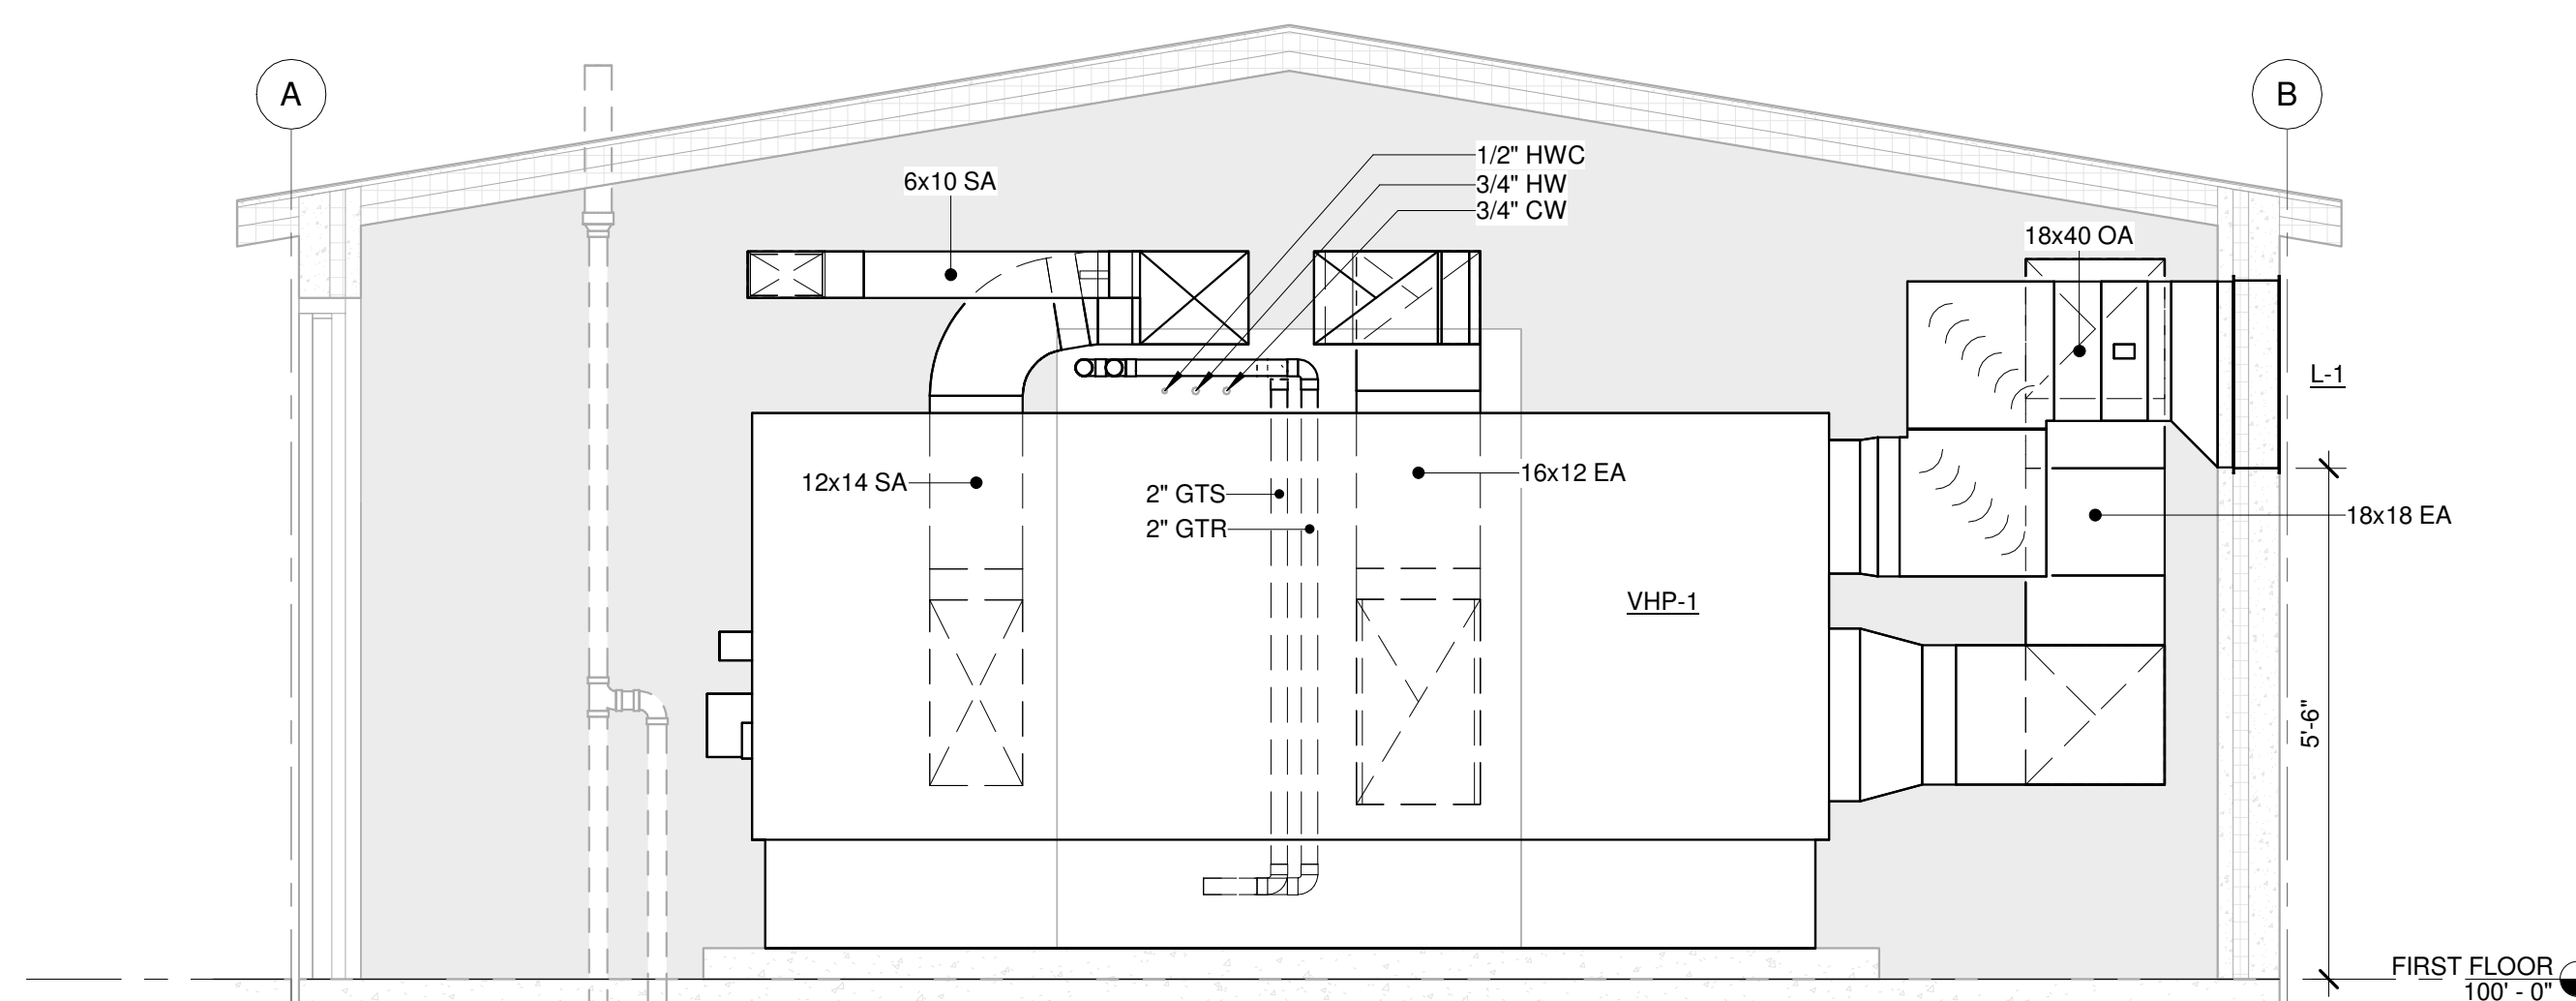 A
B
1/2" HWC
6x10 SA
3/4" HW
3/4" CW
18x40 OA
L-1
12x14 SA
16x12 EA
2" GTS
18x18 EA
2" GTR
VHP-1
5'-6"
FIRST FLOOR
100' - 0"